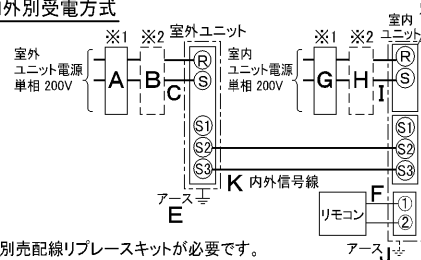 外別受電方式
※1
※2
室外ユニット
室外
ユニット電源
単相 200V
A
B
C
R
S
S1
S2
S3
アース
E
※1
※2
室内
ユニット
室内
ユニット電源
単相 200V
G
H
I
R
S
S1
S2
S3
K 内外信号線
F
リモコン
①
②
アース
J
別売配線リプレースキットが必要です。